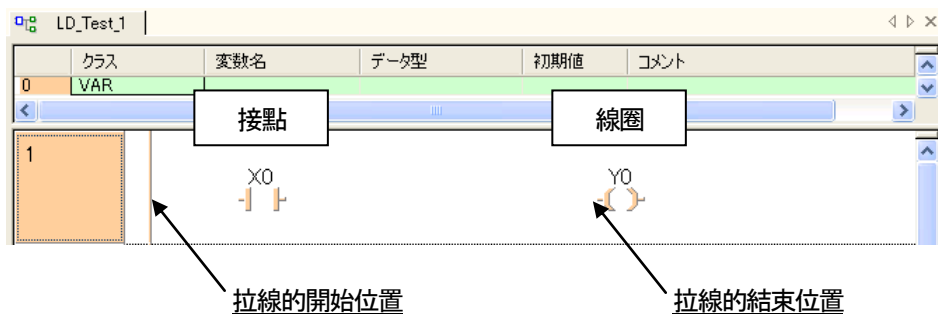 LD_Test_1
クラス 変数名 データ型 初期値 コメント
0 VAR
接點 線圈
1
X0 Y0
拉線的開始位置 拉線的結束位置